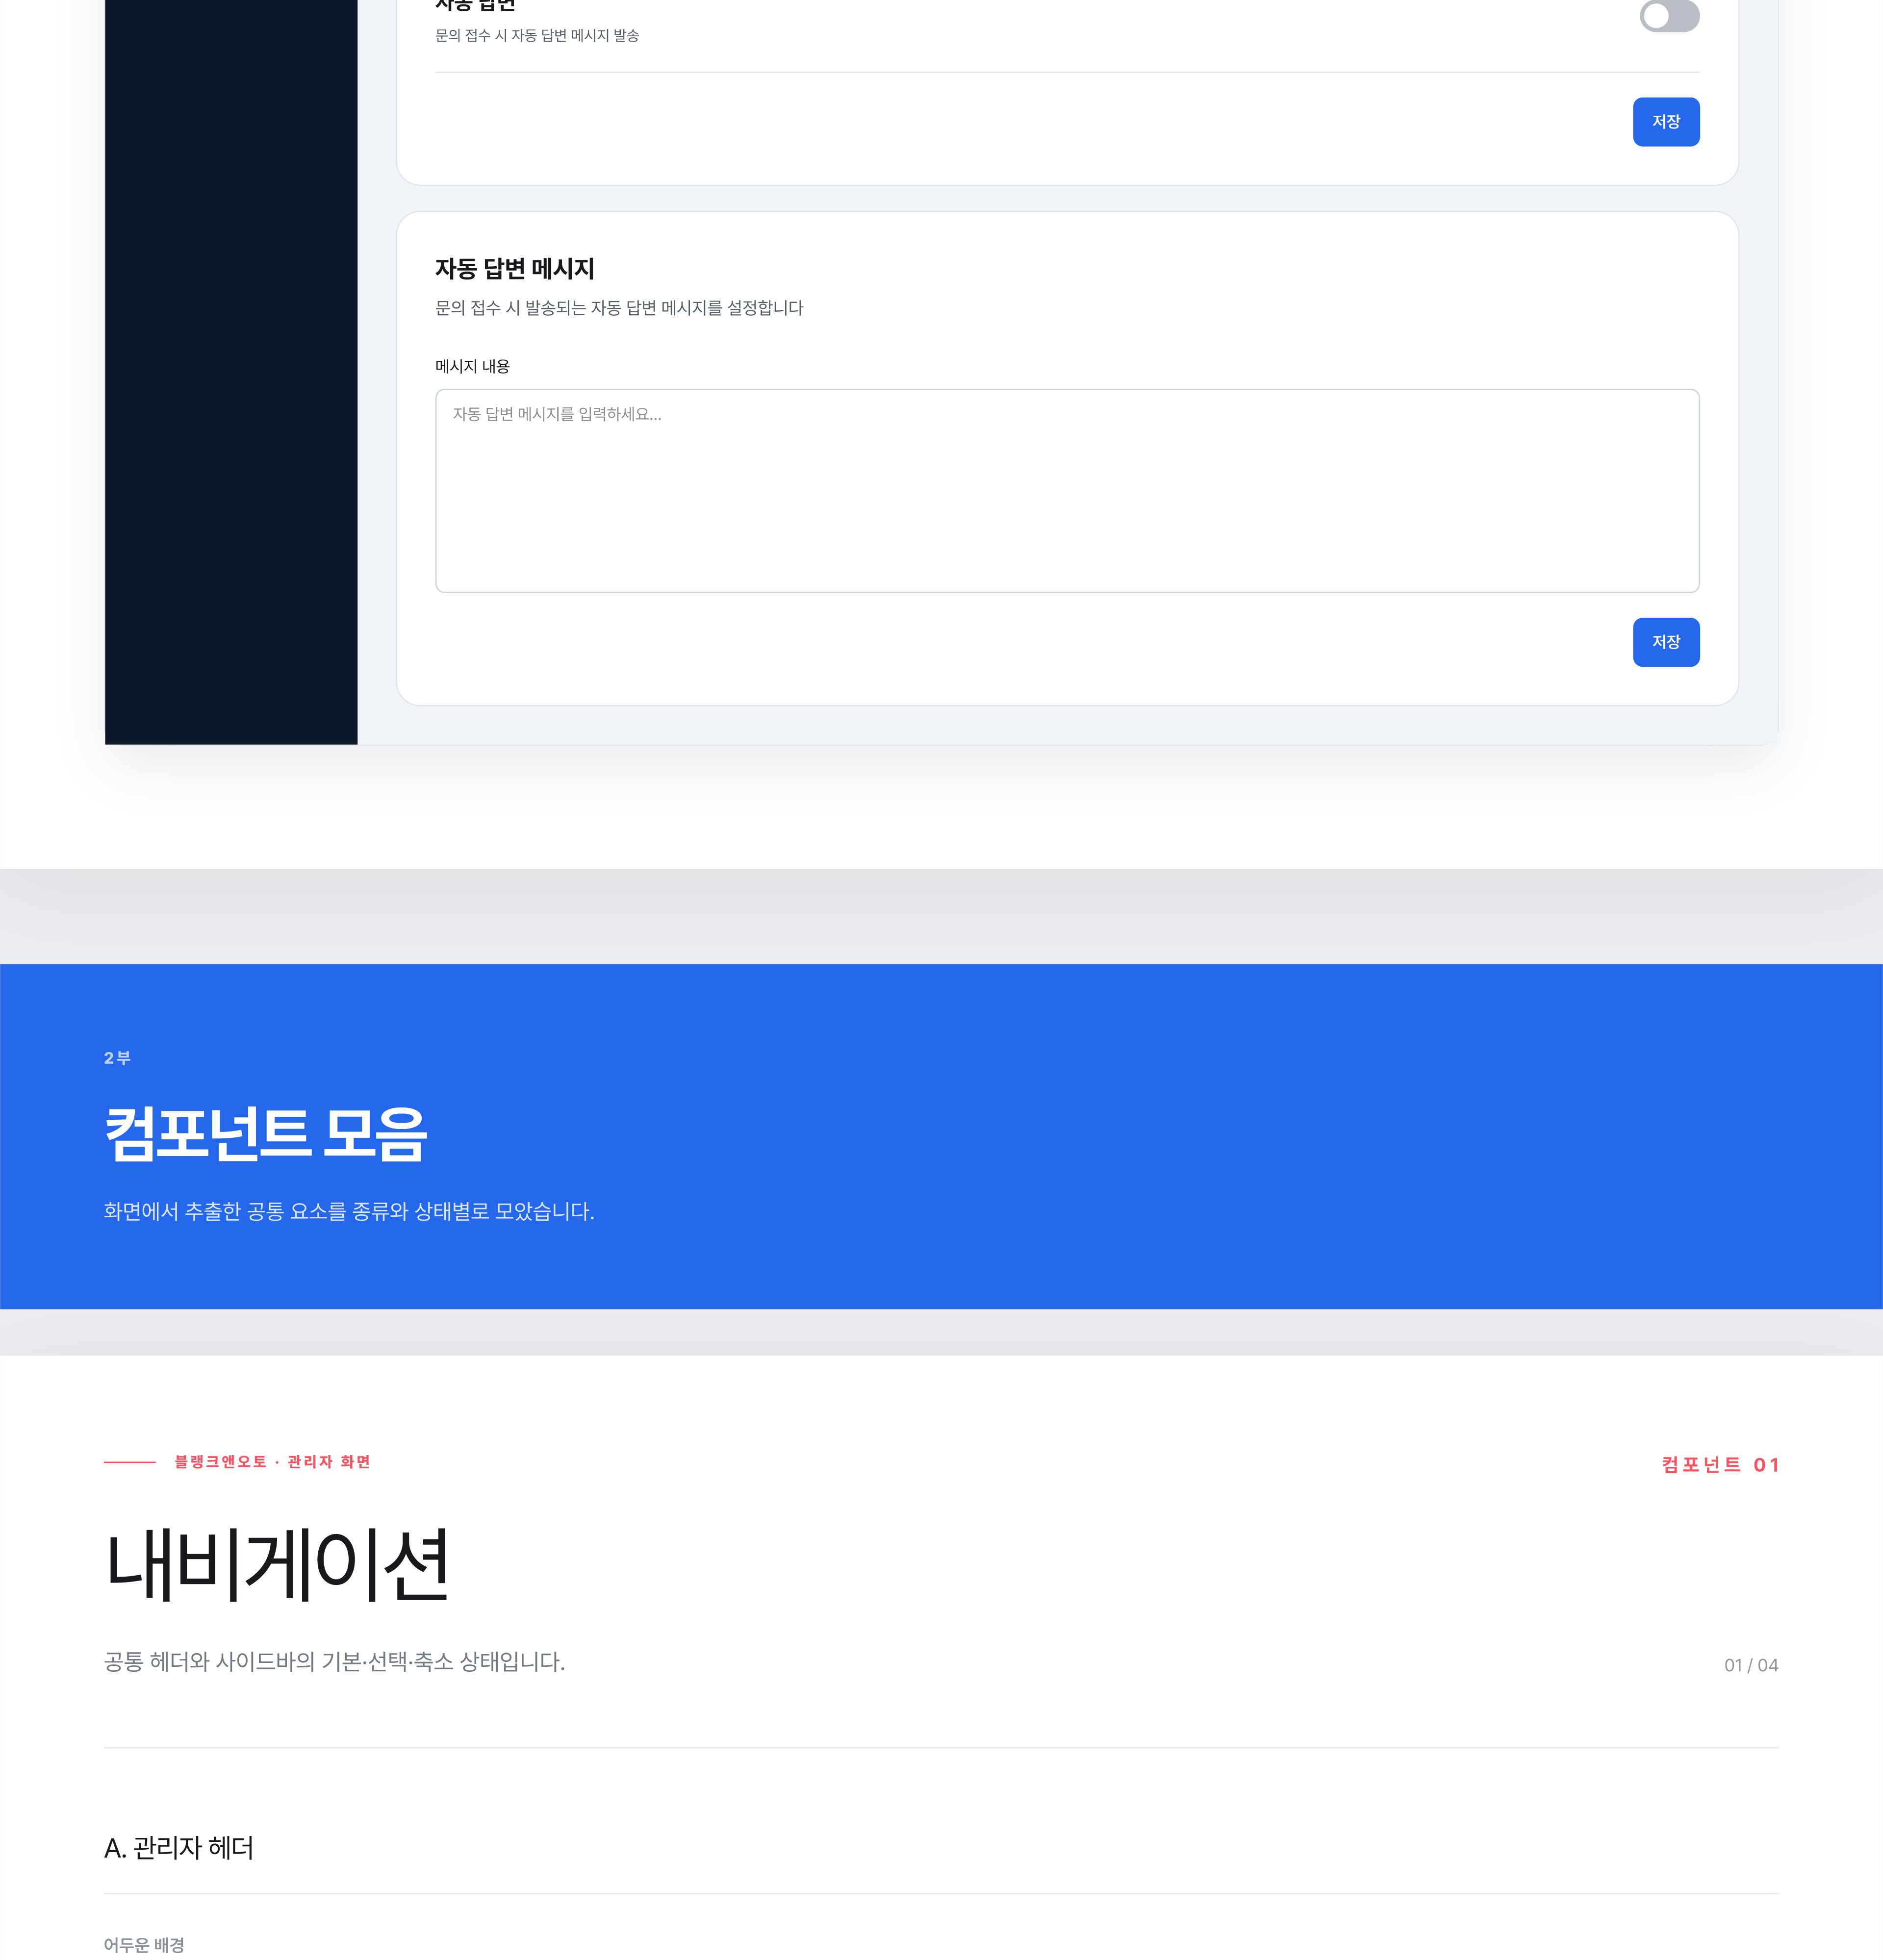 자동 답변
문의 접수 시 자동 답변 메시지 발송
저장
자동 답변 메시지
문의 접수 시 발송되는 자동 답변 메시지를 설정합니다
메시지 내용
자동 답변 메시지를 입력하세요...
저장
2부
컴포넌트 모음
화면에서 추출한 공통 요소를 종류와 상태별로 모았습니다.
블랭크앤오토 · 관리자 화면
컴포넌트 01
내비게이션
공통 헤더와 사이드바의 기본·선택·축소 상태입니다.
01 / 04
A. 관리자 헤더
어두운 배경